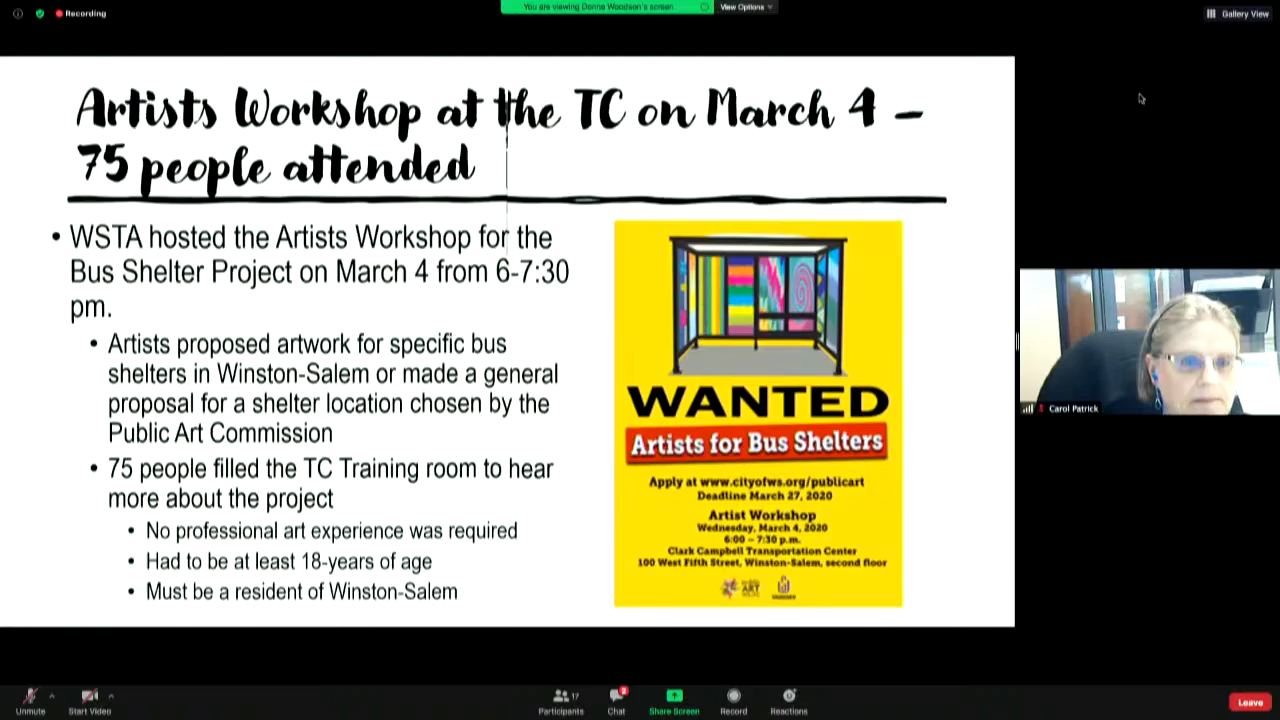 Recording
You are viewing Donna Woodson's screen
View Options
Gallery View
Artists Workshop at the TC on March 4 –
75 people attended
• WSTA hosted the Artists Workshop for the
Bus Shelter Project on March 4 from 6-7:30
pm.
• Artists proposed artwork for specific bus
shelters in Winston-Salem or made a general
proposal for a shelter location chosen by the
Public Art Commission
• 75 people filled the TC Training room to hear
more about the project
• No professional art experience was required
• Had to be at least 18-years of age
• Must be a resident of Winston-Salem
WANTED
Artists for Bus Shelters
Apply at www.cityofws.org/publicart
Deadline March 27, 2020
Artist Workshop
Wednesday, March 4, 2020
6:00 – 7:30 p.m.
Clark Campbell Transportation Center
100 West Fifth Street, Winston-Salem, second floor
ART
Carol Patrick
Unmute
Start Video
17
Participants
2
Chat
Share Screen
Record
Reactions
Leave